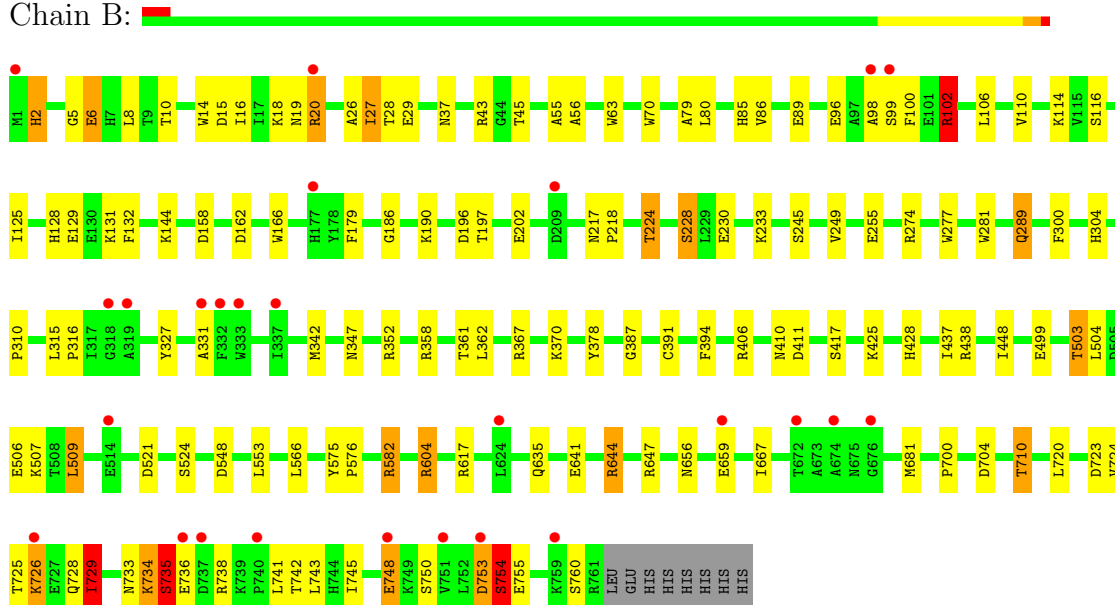 Chain B:
M1 H2 G5 E6 H7 L8 T9 T10 W14 D15 I16 I17 K18 N19 R20 A26 I27 T28 E29 N37 R43 G44 T45 A55 A56 W63 W70 A79 L80 H85 V86 E89 E96 A97 A98 S99 F100 E101 R102 L106 V110 K114 V115 S116
I125 H128 E129 E130 K131 F132 K144 D158 D162 W166 H177 Y178 F179 G186 K190 D196 T197 E202 D209 N217 P218 T224 S228 L229 E230 K233 S245 V249 E255 R274 W277 W281 Q289 F300 H304
P310 L315 P316 I317 G318 A319 Y327 A331 F332 W333 I337 M342 N347 R352 R358 T361 L362 R367 K370 Y378 G387 C391 F394 R406 N410 D411 S417 K425 H428 I437 R438 I448 E499 T503 L504 D505
E506 K507 T508 L509 E514 D521 S524 D548 L553 L566 Y575 P576 R582 R604 R617 L624 Q635 E641 R644 R647 N656 E659 I667 T672 A673 A674 N675 G676 M681 P700 D704 T710 L720 D723 V724
T725 K726 E727 Q728 I729 N733 K734 S735 E736 D737 R738 K739 P740 L741 T742 L743 H744 I745 E748 K749 S750 V751 L752 D753 S754 E755 K759 S760 R761 LEU GLU HIS HIS HIS HIS HIS HIS